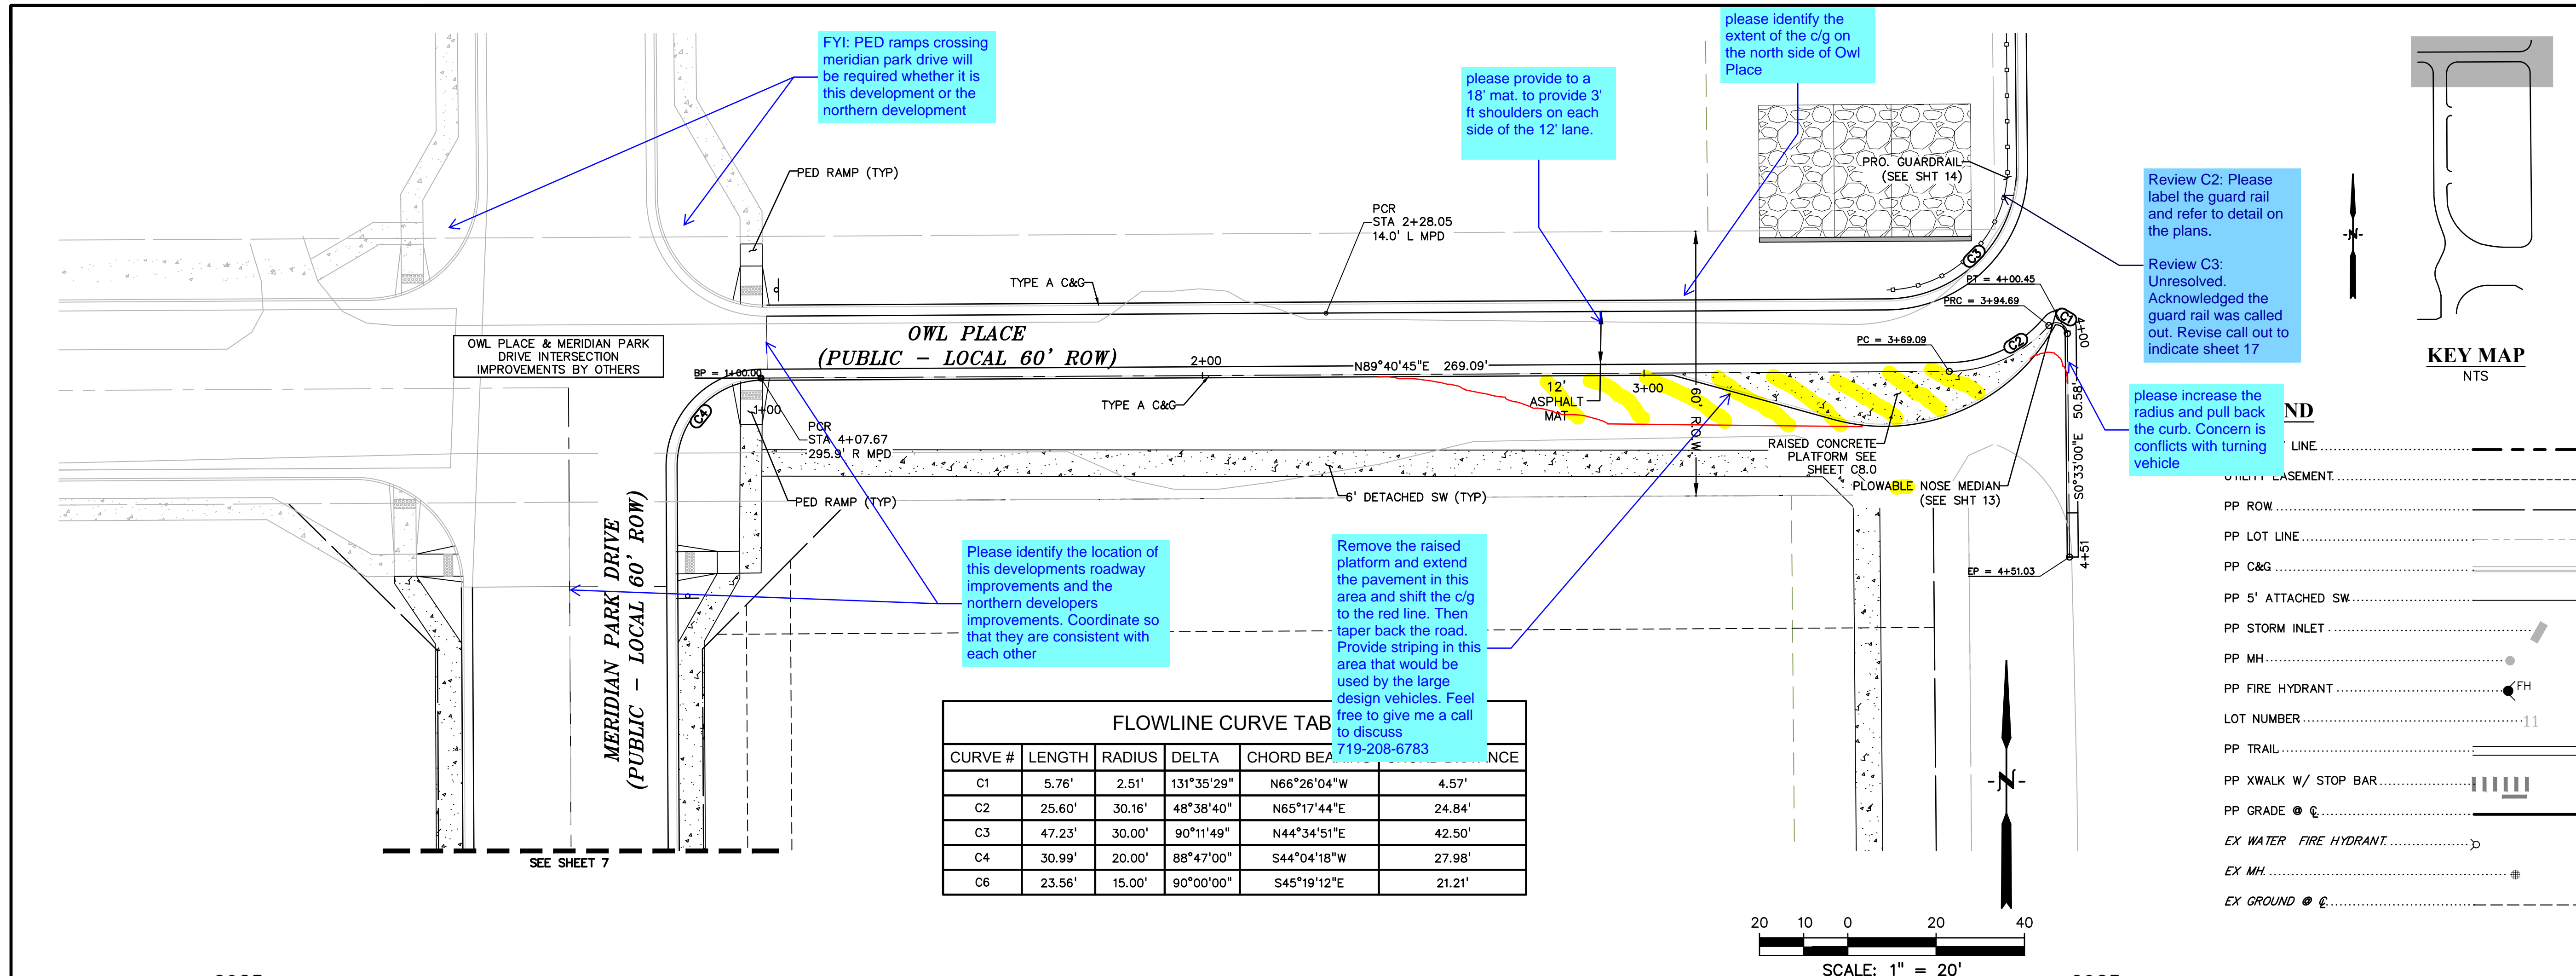 FYI: PED ramps crossing
meridian park drive will
be required whether it is
this development or the
northern development
please provide to a
18' mat. to provide 3'
ft shoulders on each
side of the 12' lane.
please identify the
extent of the c/g on
the north side of Owl
Place
PED RAMP (TYP)
PCR
STA 2+28.05
14.0' L MPD
PRO. GUARDRAIL
(SEE SHT 14)
Review C2: Please
label the guard rail
and refer to detail on
the plans.
Review C3:
Unresolved.
Acknowledged the
guard rail was called
out. Revise call out to
indicate sheet 17
-N-
KEY MAP
NTS
TYPE A C&G
C3
PT = 4+00.45
PRC = 3+94.69
C1
4+00
C2
PC = 3+69.09
OWL PLACE
(PUBLIC - LOCAL 60' ROW)
OWL PLACE & MERIDIAN PARK
DRIVE INTERSECTION
IMPROVEMENTS BY OTHERS
BP = 1+00.00
2+00
N89°40'45"E 269.09'
12'
ASPHALT
MAT
3+00
60' R.O.W.
TYPE A C&G
C4
1+00
PCR
STA 4+07.67
295.9' R MPD
RAISED CONCRETE
PLATFORM SEE
SHEET C8.0
PLOWABLE NOSE MEDIAN
(SEE SHT 13)
S0°33'00"E 50.58'
4+51
EP = 4+51.03
please increase the
radius and pull back
the curb. Concern is
conflicts with turning
vehicle
PED RAMP (TYP)
6' DETACHED SW (TYP)
MERIDIAN PARK DRIVE
(PUBLIC - LOCAL 60' ROW)
Please identify the location of
this developments roadway
improvements and the
northern developers
improvements. Coordinate so
that they are consistent with
each other
Remove the raised
platform and extend
the pavement in this
area and shift the c/g
to the red line. Then
taper back the road.
Provide striping in this
area that would be
used by the large
design vehicles. Feel
free to give me a call
to discuss
719-208-6783
SEE SHEET 7
FLOWLINE CURVE TAB
CURVE # LENGTH RADIUS DELTA CHORD BEA NCE
C1 5.76' 2.51' 131°35'29" N66°26'04"W 4.57'
C2 25.60' 30.16' 48°38'40" N65°17'44"E 24.84'
C3 47.23' 30.00' 90°11'49" N44°34'51"E 42.50'
C4 30.99' 20.00' 88°47'00" S44°04'18"W 27.98'
C6 23.56' 15.00' 90°00'00" S45°19'12"E 21.21'
-N-
20 10 0 20 40
SCALE: 1" = 20'
ND
LINE
UTILITY EASEMENT
PP ROW
PP LOT LINE
PP C&G
PP 5' ATTACHED SW
PP STORM INLET
PP MH
PP FIRE HYDRANT FH
LOT NUMBER 11
PP TRAIL
PP XWALK W/ STOP BAR
PP GRADE @ ℄
EX WATER FIRE HYDRANT
EX MH
EX GROUND @ ℄